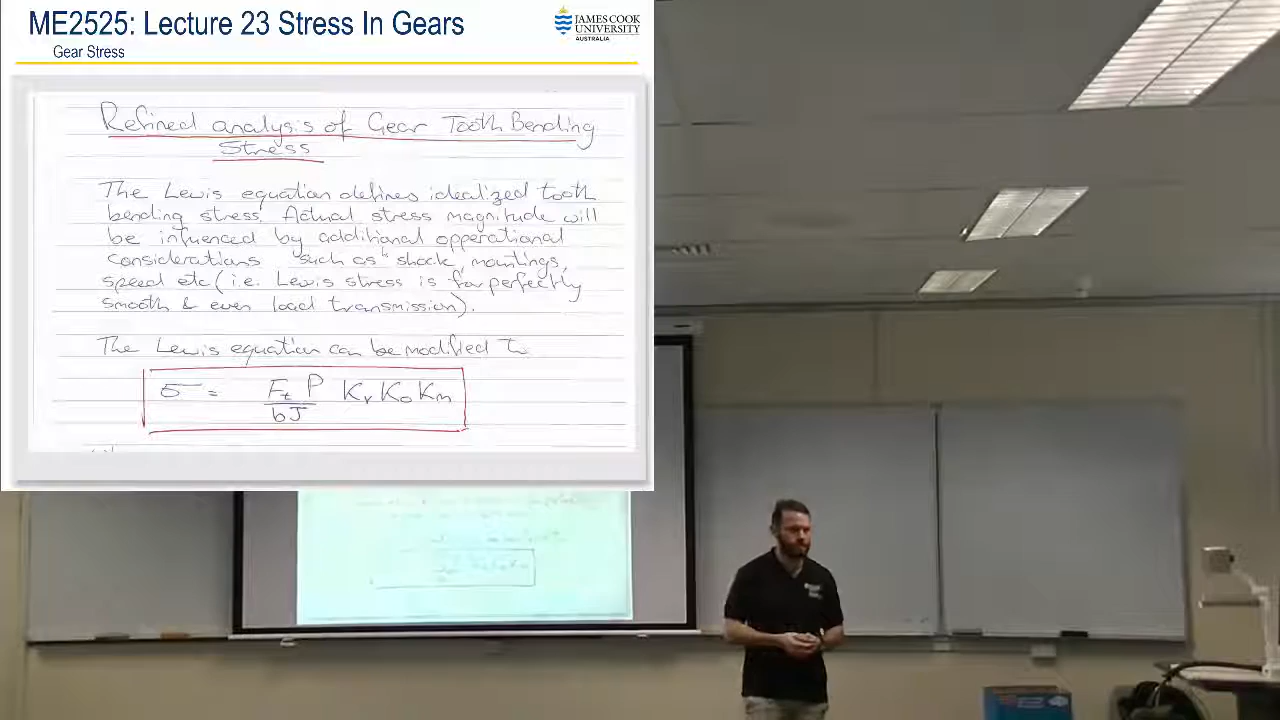 ME2525: Lecture 23 Stress In Gears
Gear Stress
JAMES COOK
UNIVERSITY
AUSTRALIA
Refined analysis of Gear Tooth Bending
Stress
The Lewis equation defines idealized tooth
bending stress. Actual stress magnitude will
be influenced by additional opperational
considerations such as shock, mountings,
speed etc (i.e. Lewis stress is for perfectly
smooth & even load transmission).
The Lewis equation can be modified to
σ = Ft P / bJ Kv Ko Km